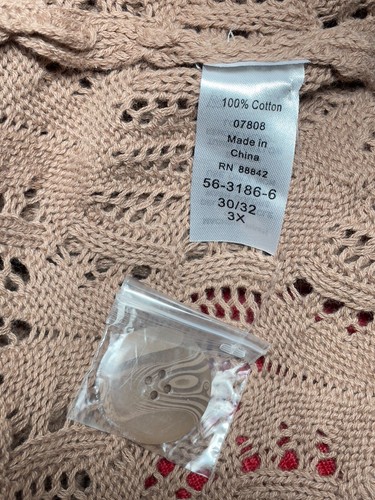 100% Cotton
07808
Made in
China
RN 88842
56-3186-6
30/32
3X